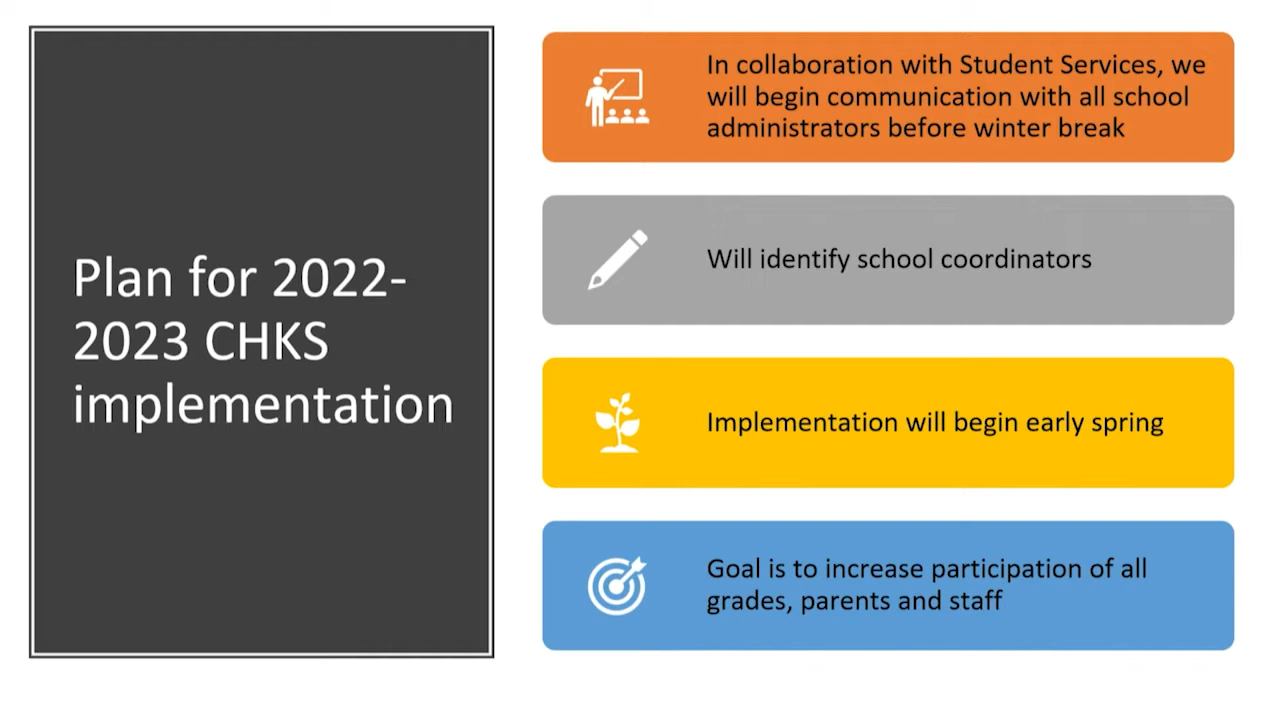 Plan for 2022-
2023 CHKS
implementation
In collaboration with Student Services, we
will begin communication with all school
administrators before winter break
Will identify school coordinators
Implementation will begin early spring
Goal is to increase participation of all
grades, parents and staff